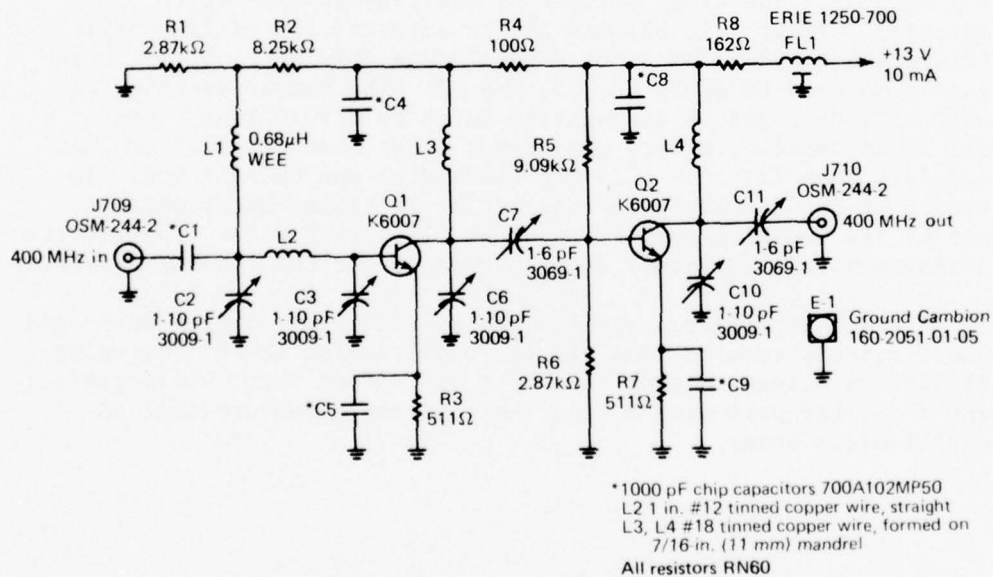 R1
2.87kΩ
R2
8.25kΩ
R4
100Ω
R8
162Ω
ERIE 1250-700
FL1
+13 V
10 mA
*C4
*C8
L1
0.68µH
WEE
L3
R5
9.09kΩ
L4
J709
OSM-244-2
*C1
L2
Q1
K6007
C7
1-6 pF
3069-1
Q2
K6007
C11
1-6 pF
3069-1
J710
OSM-244-2
400 MHz in
400 MHz out
C2
1-10 pF
3009-1
C3
1-10 pF
3009-1
C6
1-10 pF
3009-1
C10
1-10 pF
3009-1
E-1
Ground Cambion
160-2051-01-05
*C5
R3
511Ω
R6
2.87kΩ
R7
511Ω
*C9
*1000 pF chip capacitors 700A102MP50
L2 1 in. #12 tinned copper wire, straight
L3, L4 #18 tinned copper wire, formed on
7/16-in. (11 mm) mandrel
All resistors RN60